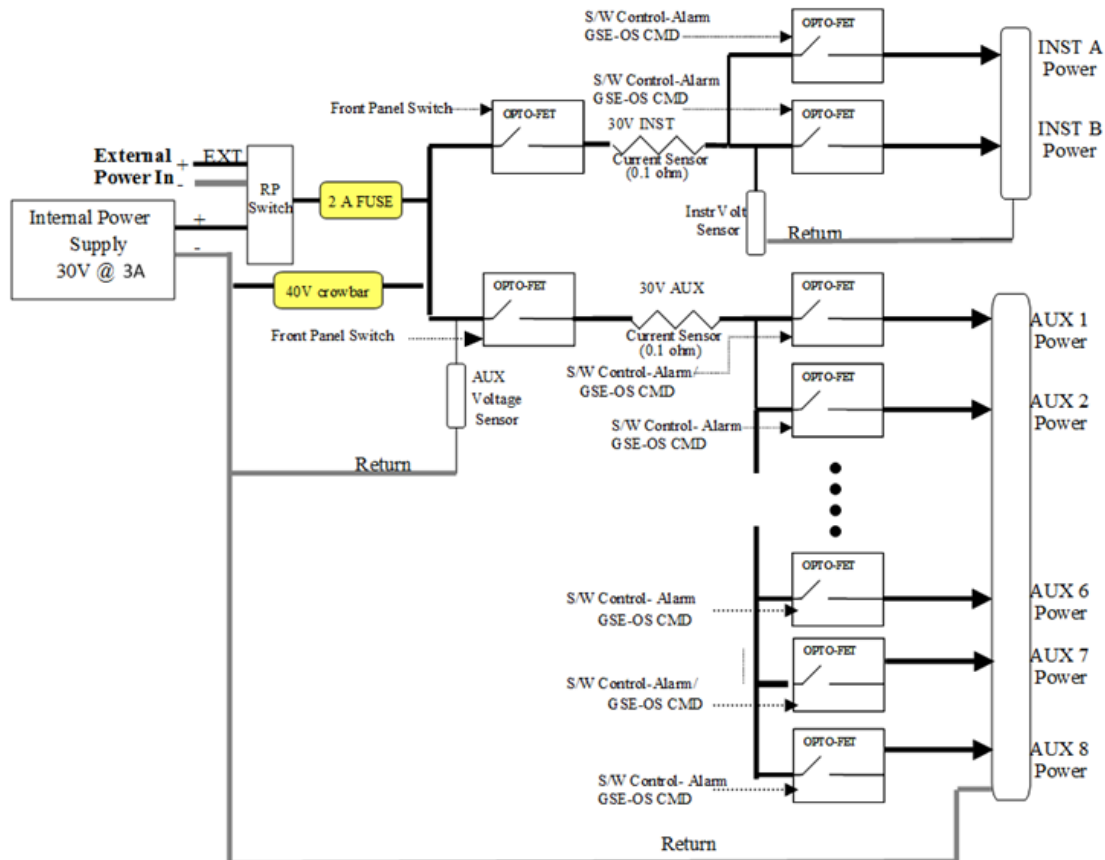 S/W Control-Alarm
GSE-OS CMD
OPTO-FET
INST A
Power
S/W Control-Alarm
GSE-OS CMD
OPTO-FET
INST B
Power
Front Panel Switch
OPTO-FET
30V INST
Current Sensor
(0.1 ohm)
External
Power In
+
-
EXT
RP
Switch
2 A FUSE
Internal Power
Supply
30V @ 3A
+
-
Instr Volt
Sensor
Return
40V crowbar
OPTO-FET
30V AUX
Current Sensor
(0.1 ohm)
OPTO-FET
AUX 1
Power
Front Panel Switch
S/W Control-Alarm/
GSE-OS CMD
AUX
Voltage
Sensor
OPTO-FET
AUX 2
Power
S/W Control- Alarm
GSE-OS CMD
Return
OPTO-FET
AUX 6
Power
S/W Control- Alarm
GSE-OS CMD
OPTO-FET
AUX 7
Power
S/W Control-Alarm/
GSE-OS CMD
OPTO-FET
AUX 8
Power
S/W Control- Alarm
GSE-OS CMD
Return